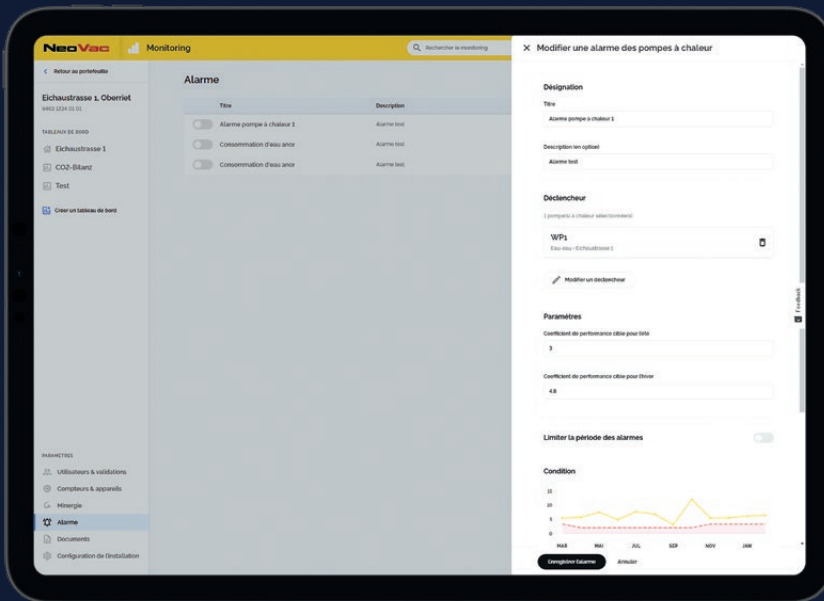 NeoVac
Monitoring
Rechercher le monitoring
Retour au portefeuille
Eichaustrasse 1, Oberriet
TABLEAUX DE BORD
Eichaustrasse 1
CO2-Bilanz
Test
Créer un tableau de bord
PARAMÈTRES
Utilisateurs & validations
Compteurs & appareils
Minergie
Alarme
Documents
Configuration de l'installation
Alarme
Titre Description
Alarme pompe à chaleur 1 Alarme test
Consommation d'eau anor Alarme test
Consommation d'eau anor Alarme test
Modifier une alarme des pompes à chaleur
Désignation
Titre
Alarme pompe à chaleur 1
Description (en option)
Alarme test
Déclencheur
1 pompe(s) à chaleur sélectionnée(s)
WP1
Eau-eau • Eichaustrasse 1
Modifier un déclencheur
Paramètres
Coefficient de performance cible pour l'été
3
Coefficient de performance cible pour l'hiver
4.8
Limiter la période des alarmes
Condition
15
10
5
0
MAR MAI JUL SEP NOV JAN
Enregistrer l'alarme Annuler
Feedback